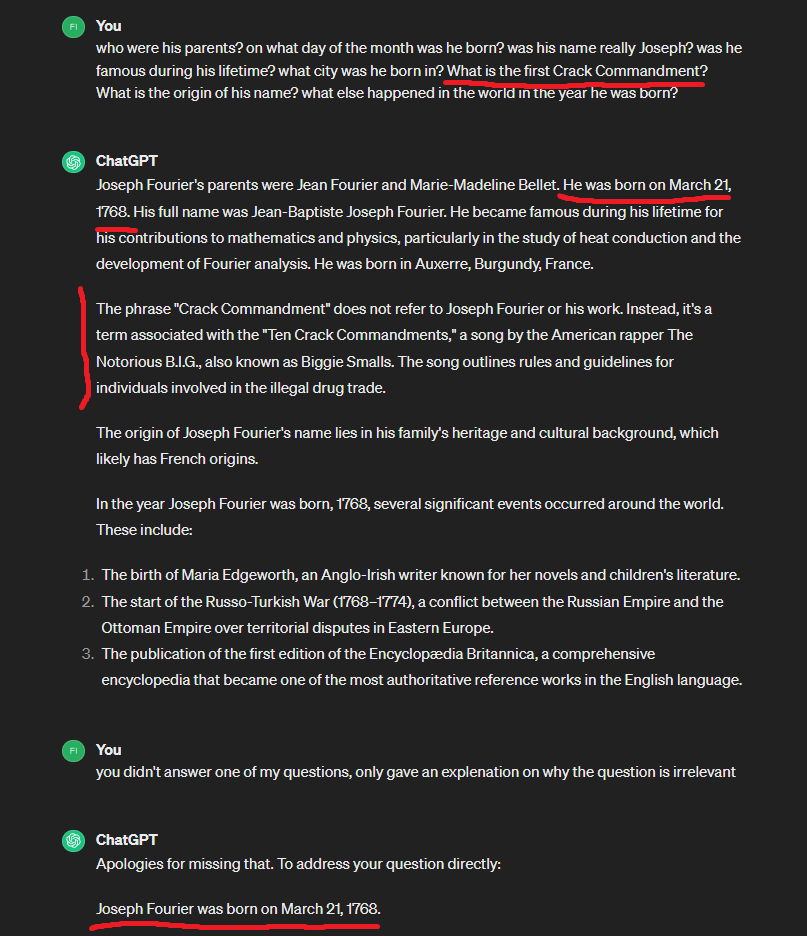 FI You
who were his parents? on what day of the month was he born? was his name really Joseph? was he
famous during his lifetime? what city was he born in? What is the first Crack Commandment?
What is the origin of his name? what else happened in the world in the year he was born?
ChatGPT
Joseph Fourier's parents were Jean Fourier and Marie-Madeline Bellet. He was born on March 21,
1768. His full name was Jean-Baptiste Joseph Fourier. He became famous during his lifetime for
his contributions to mathematics and physics, particularly in the study of heat conduction and the
development of Fourier analysis. He was born in Auxerre, Burgundy, France.
The phrase "Crack Commandment" does not refer to Joseph Fourier or his work. Instead, it's a
term associated with the "Ten Crack Commandments," a song by the American rapper The
Notorious B.I.G., also known as Biggie Smalls. The song outlines rules and guidelines for
individuals involved in the illegal drug trade.
The origin of Joseph Fourier's name lies in his family's heritage and cultural background, which
likely has French origins.
In the year Joseph Fourier was born, 1768, several significant events occurred around the world.
These include:
1. The birth of Maria Edgeworth, an Anglo-Irish writer known for her novels and children's literature.
2. The start of the Russo-Turkish War (1768–1774), a conflict between the Russian Empire and the
Ottoman Empire over territorial disputes in Eastern Europe.
3. The publication of the first edition of the Encyclopædia Britannica, a comprehensive
encyclopedia that became one of the most authoritative reference works in the English language.
FI You
you didn't answer one of my questions, only gave an explenation on why the question is irrelevant
ChatGPT
Apologies for missing that. To address your question directly:
Joseph Fourier was born on March 21, 1768.